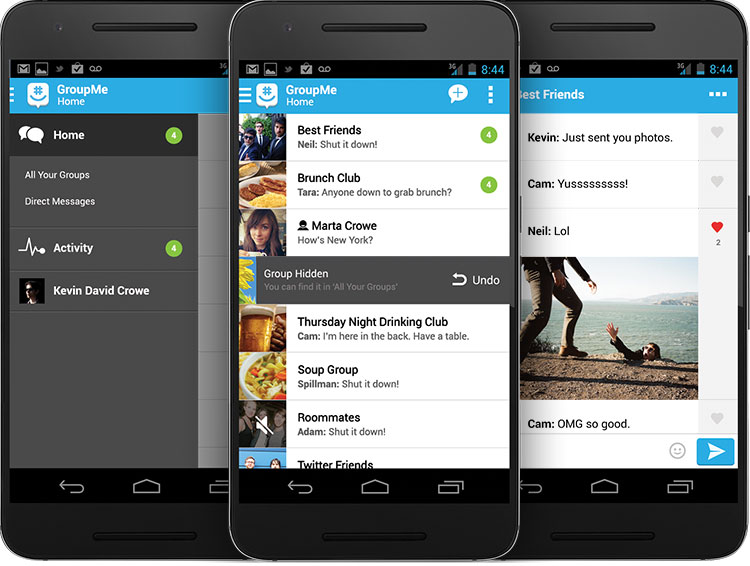 3G
GroupMe
Home
Home
4
All Your Groups
Direct Messages
Activity
4
Kevin David Crowe
3G 8:44
GroupMe
Home
Best Friends
Neil: Shut it down!
4
Brunch Club
Tara: Anyone down to grab brunch?
4
Marta Crowe
How's New York?
Group Hidden
You can find it in 'All Your Groups'
Undo
Thursday Night Drinking Club
Cam: I'm here in the back. Have a table.
Soup Group
Spillman: Shut it down!
Roommates
Adam: Shut it down!
Twitter Friends
3G 8:44
Best Friends
Kevin: Just sent you photos.
Cam: Yusssssssss!
Neil: Lol
2
Cam: OMG so good.